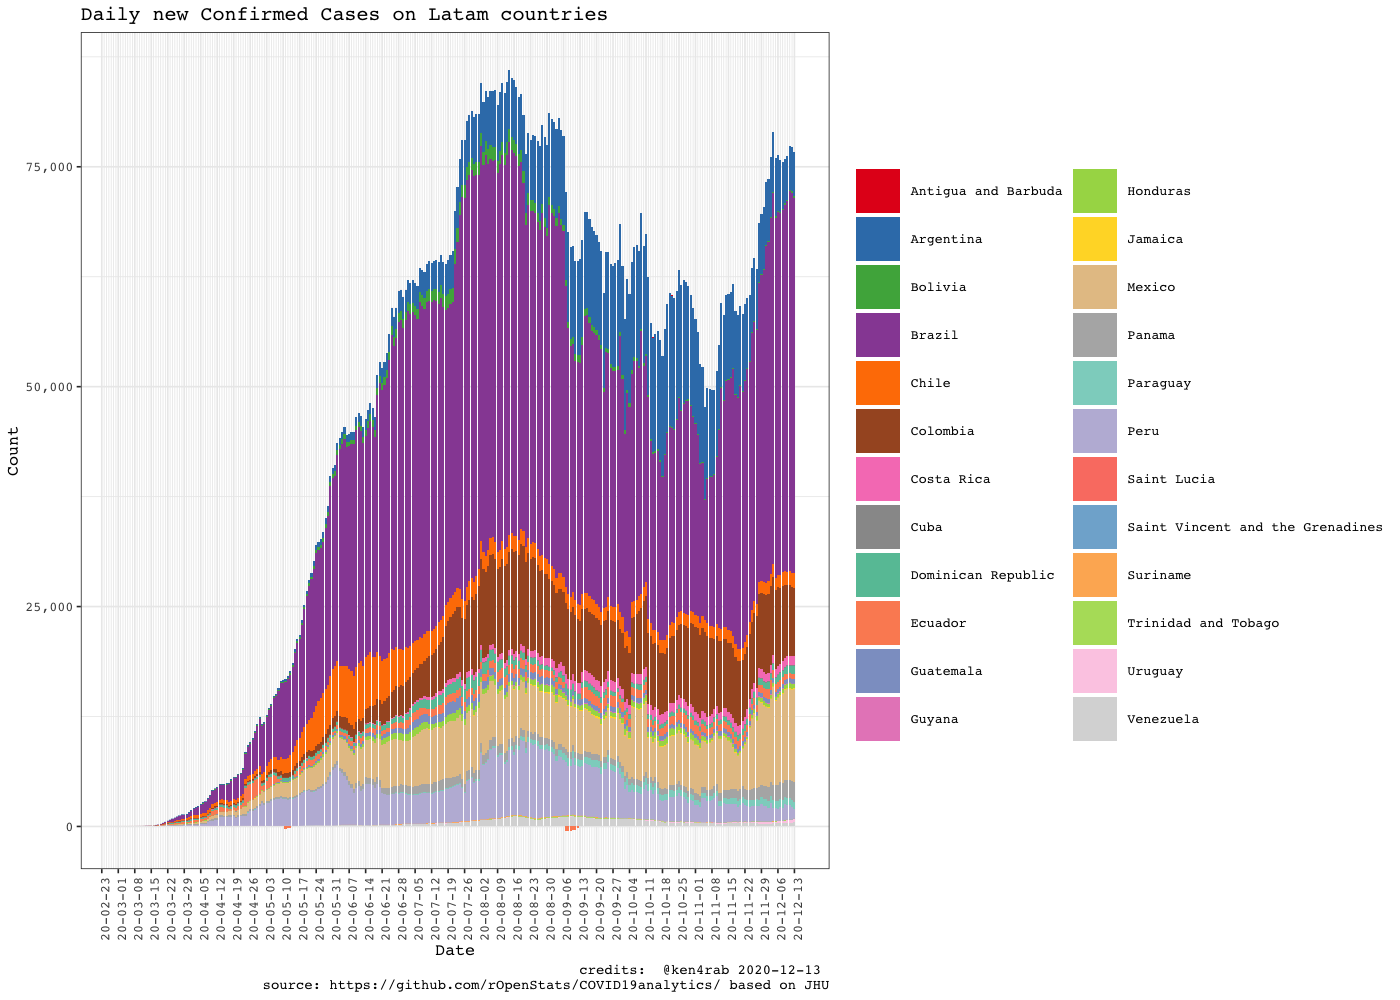 Daily new Confirmed Cases on Latam countries
Count
75,000
50,000
25,000
0
20-02-23
20-03-01
20-03-08
20-03-15
20-03-22
20-03-29
20-04-05
20-04-12
20-04-19
20-04-26
20-05-03
20-05-10
20-05-17
20-05-24
20-05-31
20-06-07
20-06-14
20-06-21
20-06-28
20-07-05
20-07-12
20-07-19
20-07-26
20-08-02
20-08-09
20-08-16
20-08-23
20-08-30
20-09-06
20-09-13
20-09-20
20-09-27
20-10-04
20-10-11
20-10-18
20-10-25
20-11-01
20-11-08
20-11-15
20-11-22
20-11-29
20-12-06
20-12-13
Date
Antigua and Barbuda
Argentina
Bolivia
Brazil
Chile
Colombia
Costa Rica
Cuba
Dominican Republic
Ecuador
Guatemala
Guyana
Honduras
Jamaica
Mexico
Panama
Paraguay
Peru
Saint Lucia
Saint Vincent and the Grenadines
Suriname
Trinidad and Tobago
Uruguay
Venezuela
credits:  @ken4rab 2020-12-13
source: https://github.com/rOpenStats/COVID19analytics/ based on JHU